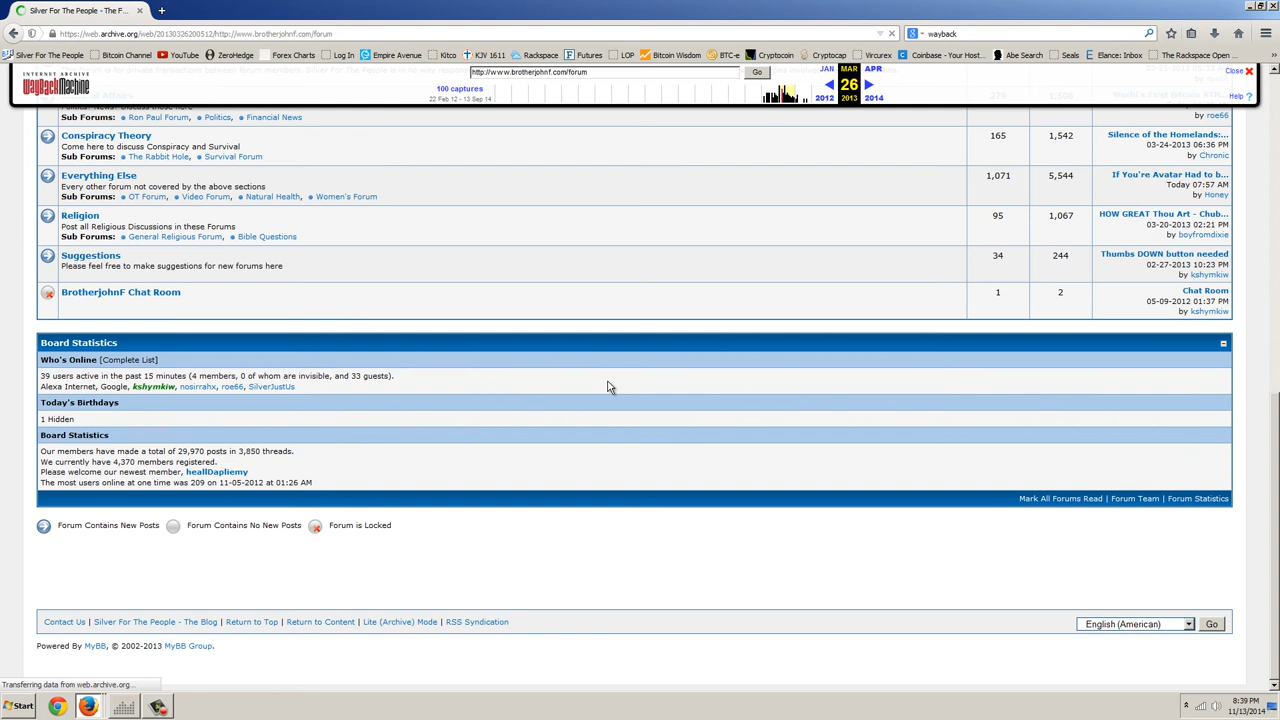 Silver For The People - The F...
https://web.archive.org/web/20130326200512/http://www.brotherjohnf.com/forum
wayback
Silver For The People Bitcoin Channel YouTube ZeroHedge Forex Charts Log In Empire Avenue Kitco KJV 1611 Rackspace Futures LOP Bitcoin Wisdom BTC-e Cryptocoin Cryptcap Vircurex Coinbase - Your Host... Abe Search Elance: Inbox The Rackspace Open ...
INTERNET ARCHIVE
WayBackMachine
http://www.brotherjohnf.com/forum Go
JAN MAR APR
Close
100 captures
26
22 Feb 12 - 13 Sep 14
2012 2013 2014
Help ?
by roe66
Sub Forums: Ron Paul Forum, Politics, Financial News
Conspiracy Theory 165 1,542 Silence of the Homelands:...
Come here to discuss Conspiracy and Survival 03-24-2013 06:36 PM
Sub Forums: The Rabbit Hole, Survival Forum by Chronic
Everything Else 1,071 5,544 If You're Avatar Had to b...
Every other forum not covered by the above sections Today 07:57 AM
Sub Forums: OT Forum, Video Forum, Natural Health, Women's Forum by Honey
Religion 95 1,067 HOW GREAT Thou Art - Chub...
Post all Religious Discussions in these Forums 03-20-2013 02:21 PM
Sub Forums: General Religious Forum, Bible Questions by boyfromdixie
Suggestions 34 244 Thumbs DOWN button needed
Please feel free to make suggestions for new forums here 02-27-2013 10:23 PM
by kshymkiw
BrotherjohnF Chat Room 1 2 Chat Room
05-09-2012 01:37 PM
by kshymkiw
Board Statistics
Who's Online [Complete List]
39 users active in the past 15 minutes (4 members, 0 of whom are invisible, and 33 guests).
Alexa Internet, Google, kshymkiw, nosirrahx, roe66, SilverJustUs
Today's Birthdays
1 Hidden
Board Statistics
Our members have made a total of 29,970 posts in 3,850 threads.
We currently have 4,370 members registered.
Please welcome our newest member, heallDapliemy
The most users online at one time was 209 on 11-05-2012 at 01:26 AM
Mark All Forums Read | Forum Team | Forum Statistics
Forum Contains New Posts Forum Contains No New Posts Forum is Locked
Contact Us | Silver For The People - The Blog | Return to Top | Return to Content | Lite (Archive) Mode | RSS Syndication
English (American) Go
Powered By MyBB, © 2002-2013 MyBB Group.
Transferring data from web.archive.org...
Start
8:39 PM
11/13/2014